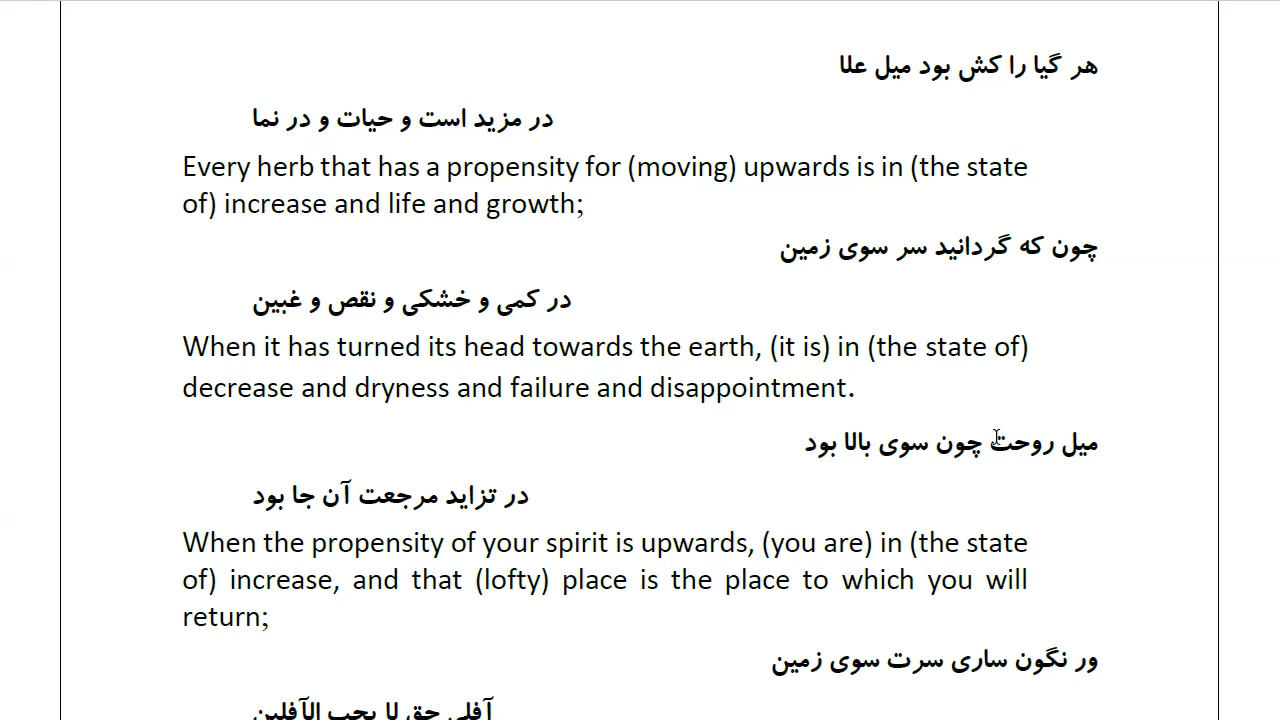 هر گیا را کش بود میل علا
در مزید است و حیات و در نما
Every herb that has a propensity for (moving) upwards is in (the state
of) increase and life and growth;
چون که گردانید سر سوی زمین
در کمی و خشکی و نقص و غبین
When it has turned its head towards the earth, (it is) in (the state of)
decrease and dryness and failure and disappointment.
میل روحت چون سوی بالا بود
در تزاید مرجعت آن جا بود
When the propensity of your spirit is upwards, (you are) in (the state
of) increase, and that (lofty) place is the place to which you will
return;
ور نگون ساری سرت سوی زمین
آفلی حق لا یحب الآفلین